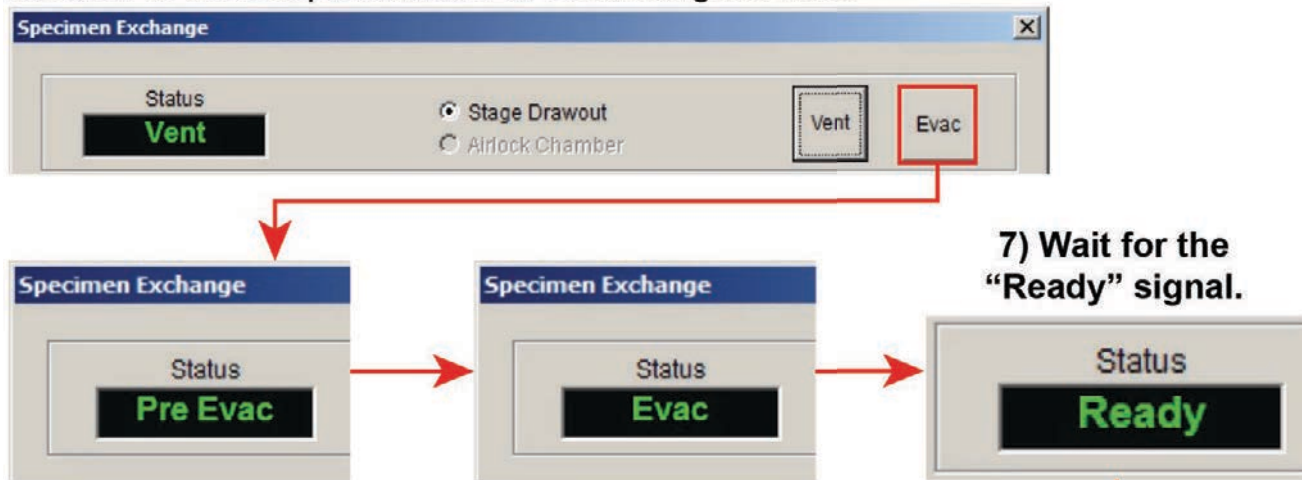 Specimen Exchange
Status
Vent
Stage Drawout
Airlock Chamber
Vent
Evac
Specimen Exchange
Status
Pre Evac
Specimen Exchange
Status
Evac
7) Wait for the
“Ready” signal.
Status
Ready